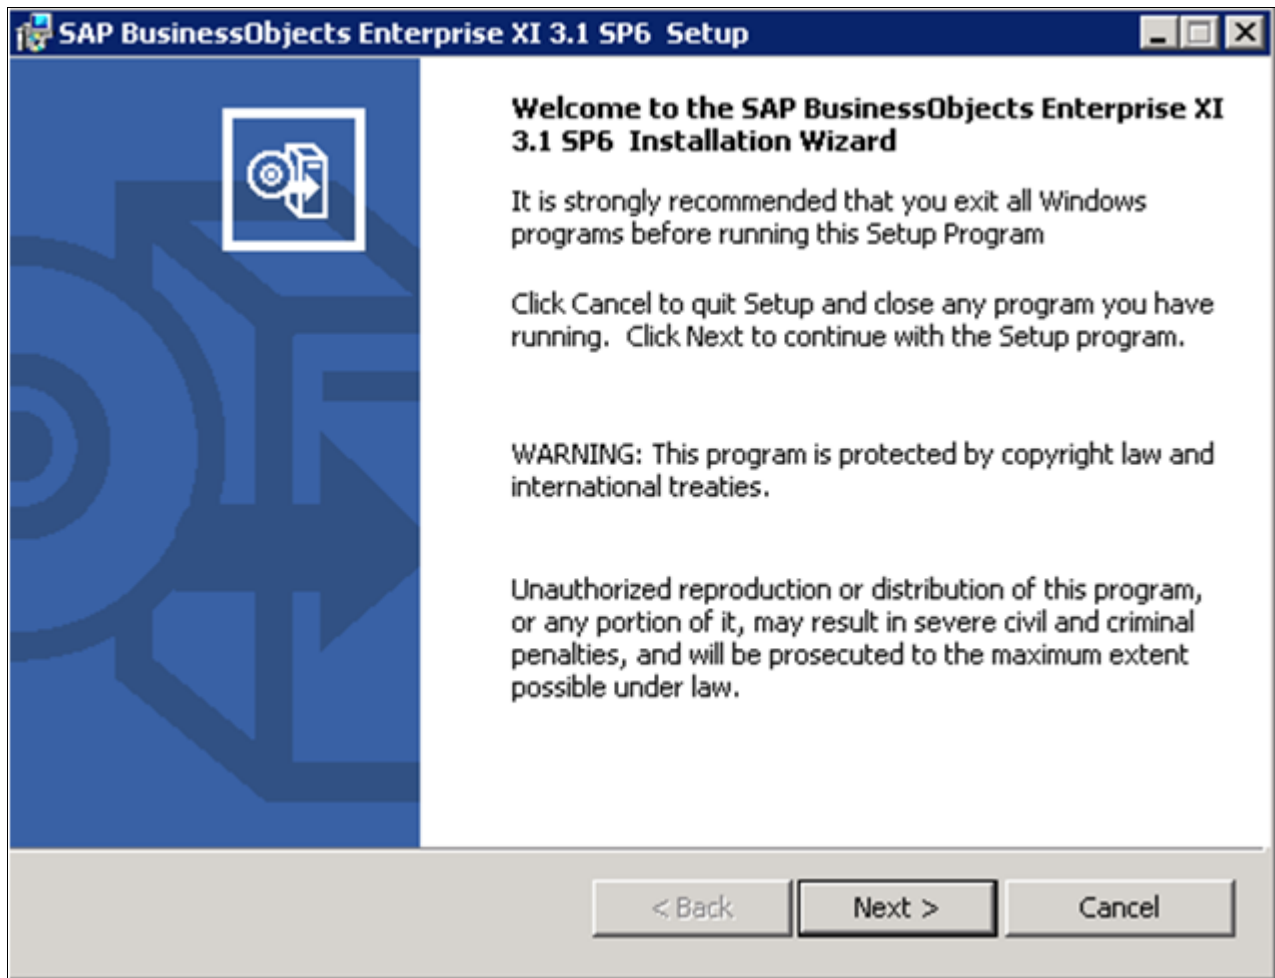 SAP BusinessObjects Enterprise XI 3.1 SP6  Setup
Welcome to the SAP BusinessObjects Enterprise XI
3.1 SP6  Installation Wizard
It is strongly recommended that you exit all Windows
programs before running this Setup Program
Click Cancel to quit Setup and close any program you have
running.  Click Next to continue with the Setup program.
WARNING: This program is protected by copyright law and
international treaties.
Unauthorized reproduction or distribution of this program,
or any portion of it, may result in severe civil and criminal
penalties, and will be prosecuted to the maximum extent
possible under law.
< Back Next > Cancel